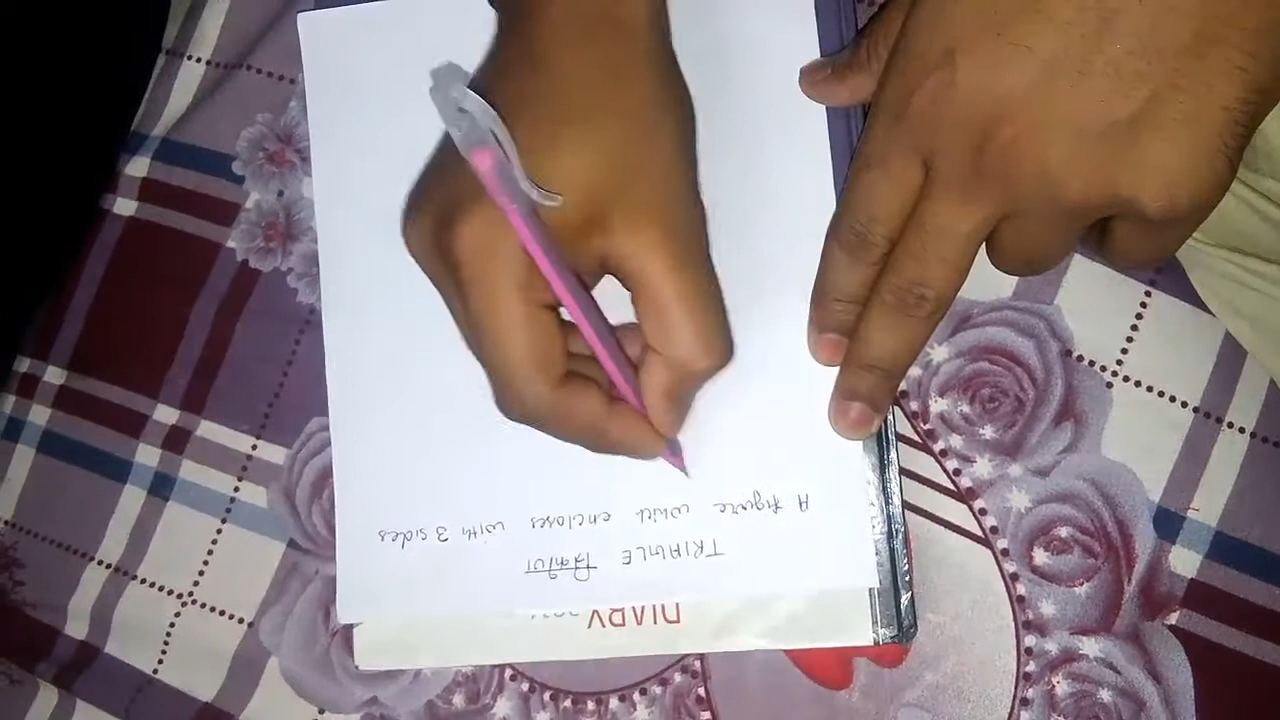 TRIANGLE त्रिकोण
A figure which encloses with 3 sides
DIARY